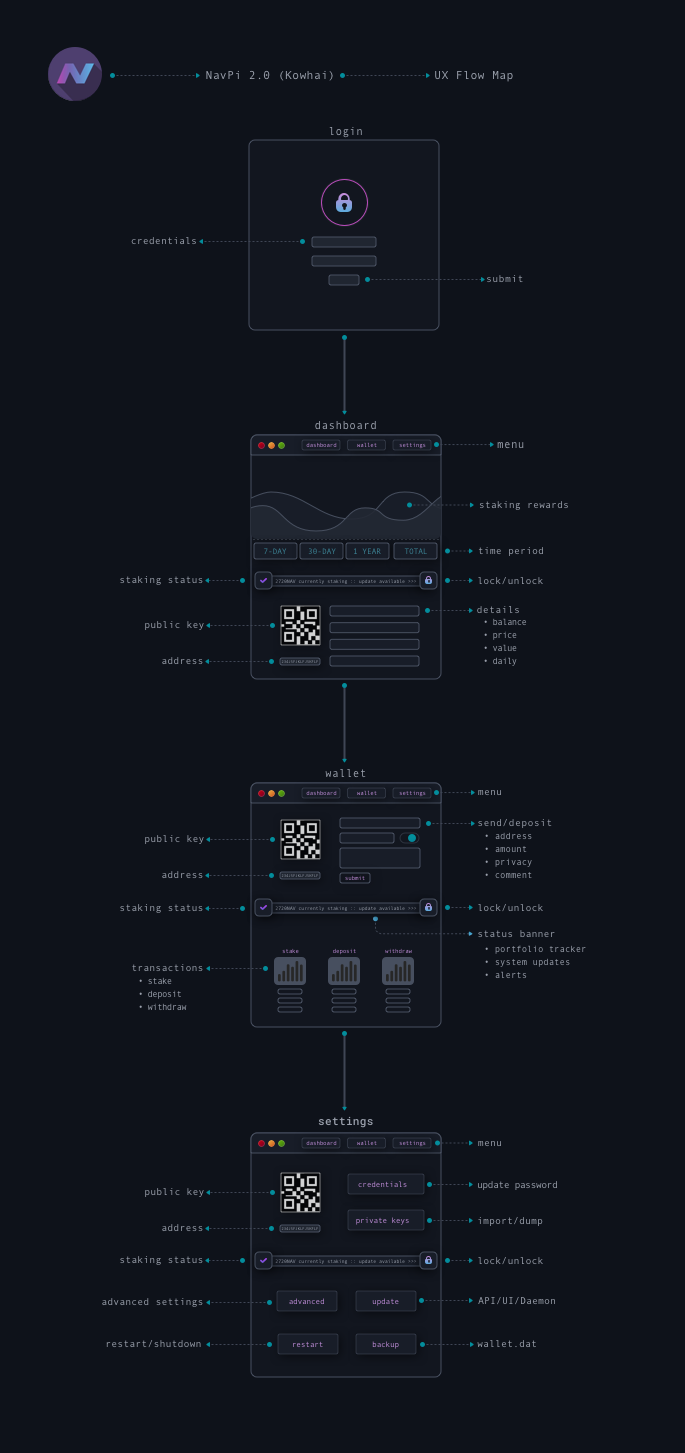 NavPi 2.0 (Kowhai)
UX Flow Map
login
credentials
submit
dashboard
dashboard
wallet
settings
menu
staking rewards
7-DAY
30-DAY
1 YEAR
TOTAL
time period
staking status
currently staking :: update available >>>
lock/unlock
public key
details
• balance
• price
• value
• daily
address
wallet
dashboard
wallet
settings
menu
public key
send/deposit
• address
• amount
• privacy
• comment
address
submit
staking status
currently staking :: update available >>>
lock/unlock
status banner
• portfolio tracker
• system updates
• alerts
stake
deposit
withdraw
transactions
• stake
• deposit
• withdraw
settings
dashboard
wallet
settings
menu
public key
credentials
update password
address
private keys
import/dump
staking status
currently staking :: update available >>>
lock/unlock
advanced settings
advanced
update
API/UI/Daemon
restart/shutdown
restart
backup
wallet.dat